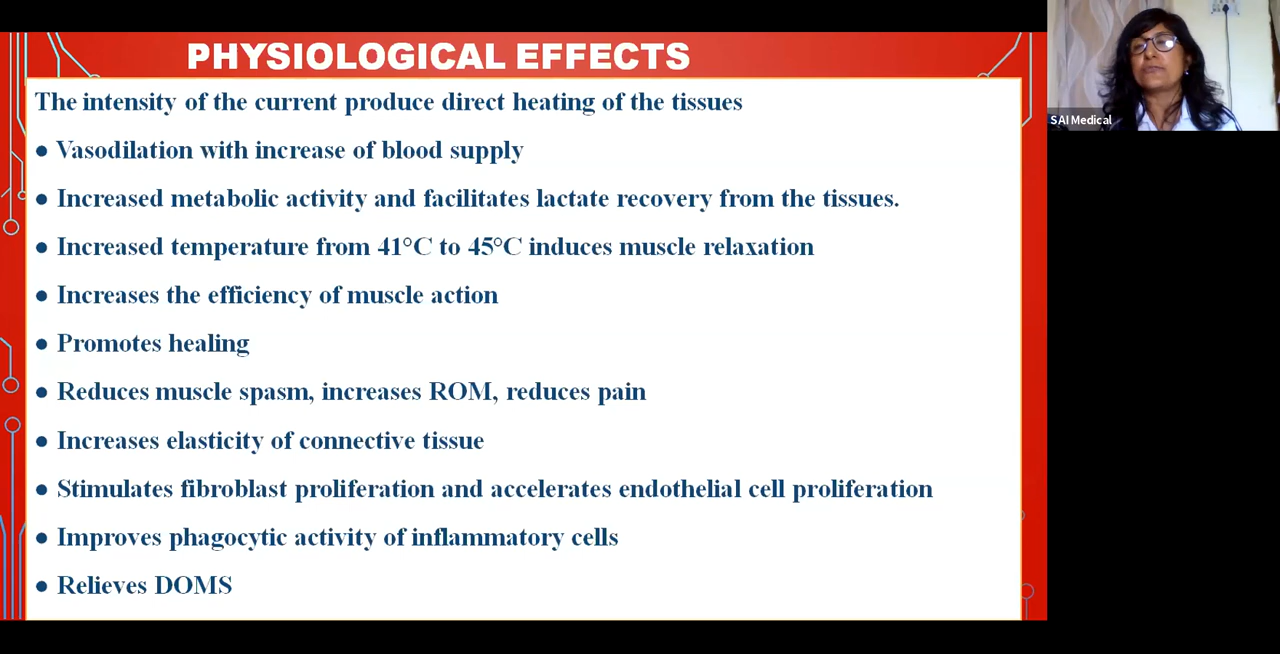 PHYSIOLOGICAL EFFECTS
The intensity of the current produce direct heating of the tissues
● Vasodilation with increase of blood supply
● Increased metabolic activity and facilitates lactate recovery from the tissues.
● Increased temperature from 41°C to 45°C induces muscle relaxation
● Increases the efficiency of muscle action
● Promotes healing
● Reduces muscle spasm, increases ROM, reduces pain
● Increases elasticity of connective tissue
● Stimulates fibroblast proliferation and accelerates endothelial cell proliferation
● Improves phagocytic activity of inflammatory cells
● Relieves DOMS
SAI Medical